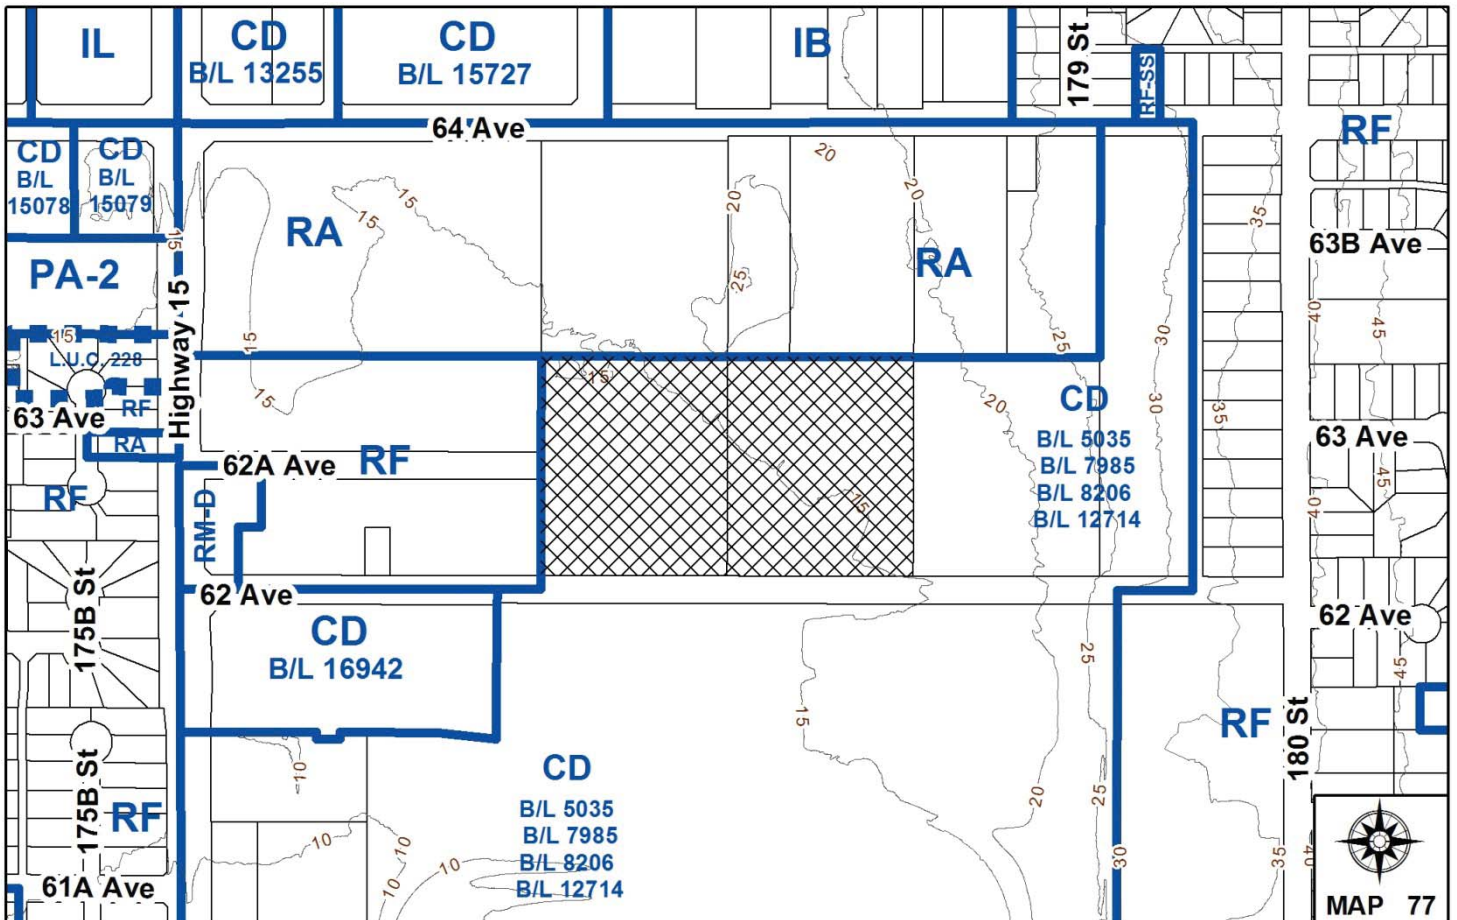 IL
CD
B/L 13255
CD
B/L 15727
IB
179 St
RF-SS
64 Ave
RF
CD
B/L
15078
CD
B/L
15079
RA
15
15
20
25
20
20
RA
35
63B Ave
PA-2
15
Highway 15
15
L.U.C. 228
15
25
30
40
45
63 Ave
RF
RA
15
RF
62A Ave
RF
RM-D
15
15
20
CD
B/L 5035
B/L 7985
B/L 8206
B/L 12714
30
35
63 Ave
45
40
175B St
62 Ave
CD
B/L 16942
62 Ave
45
25
15
RF
180 St
175B St
RF
10
CD
B/L 5035
B/L 7985
B/L 8206
B/L 12714
20
25
30
35
40
10
10
10
10
61A Ave
MAP 77